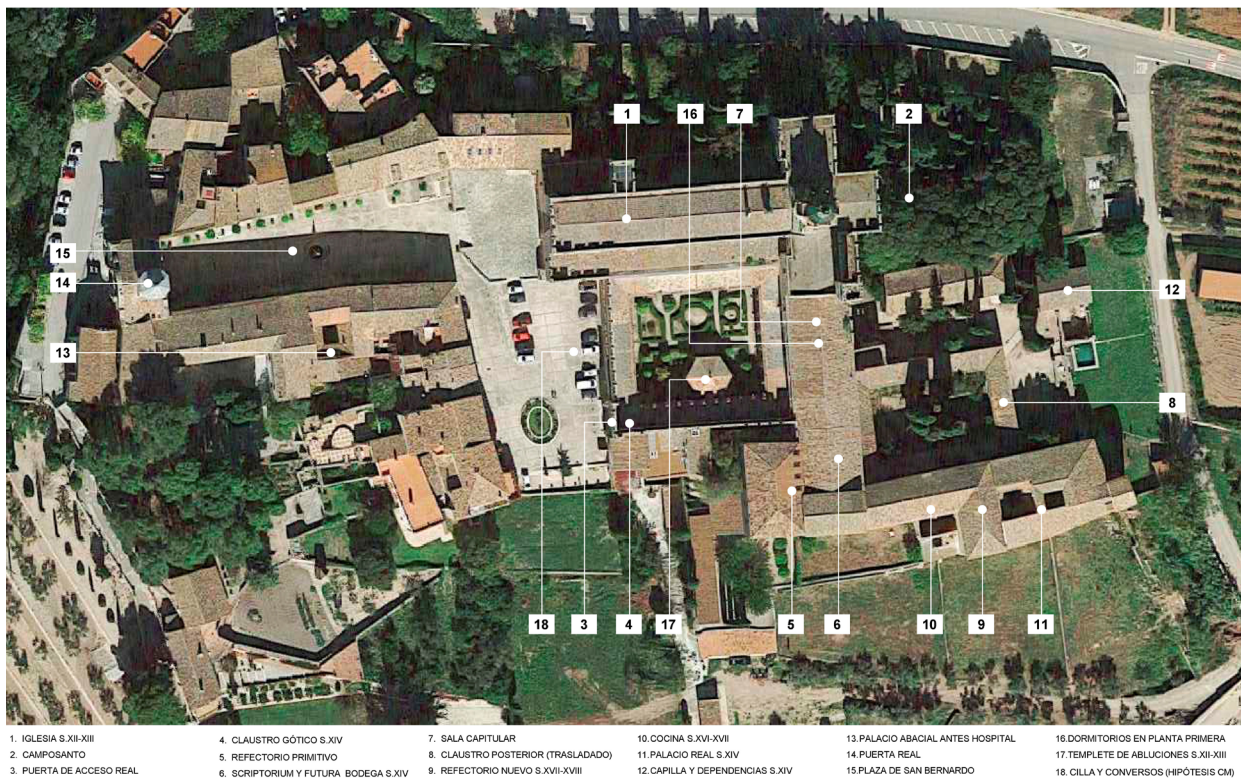 1
16
7
2
15
14
12
13
8
18
3
4
17
5
6
10
9
11
1. IGLESIA S.XII-XIII
2. CAMPOSANTO
3. PUERTA DE ACCESO REAL
4. CLAUSTRO GÓTICO S.XIV
5. REFECTORIO PRIMITIVO
6. SCRIPTORIUM Y FUTURA BODEGA S.XIV
7. SALA CAPITULAR
8. CLAUSTRO POSTERIOR (TRASLADADO)
9. REFECTORIO NUEVO S.XVII-XVIII
10.COCINA S.XVI-XVII
11.PALACIO REAL S.XIV
12.CAPILLA Y DEPENDENCIAS S.XIV
13.PALACIO ABACIAL ANTES HOSPITAL
14.PUERTA REAL
15.PLAZA DE SAN BERNARDO
16.DORMITORIOS EN PLANTA PRIMERA
17.TEMPLETE DE ABLUCIONES S.XII-XIII
18. CILLA Y CONVERSOS (HIPÓTESIS CM)